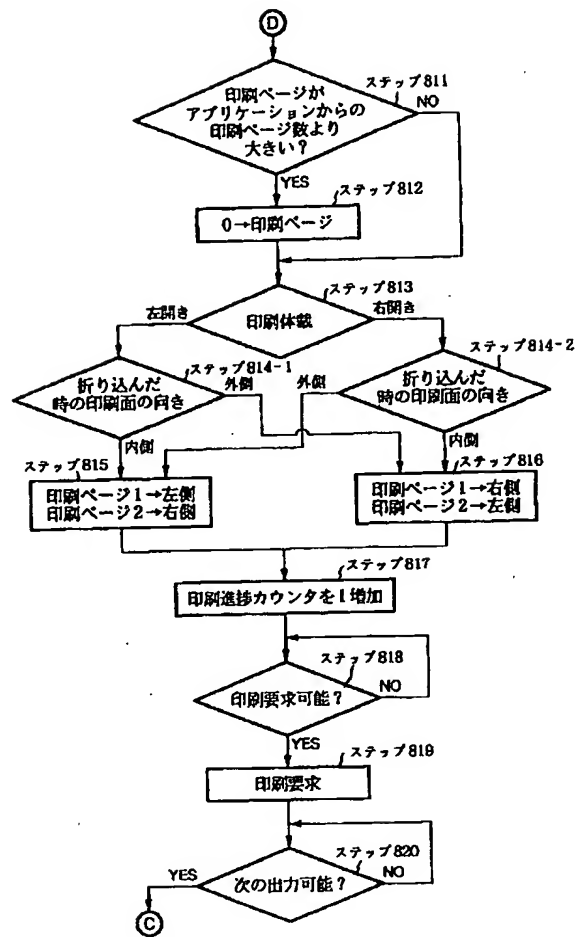 D
ステップ811
印刷ページが
アプリケーションからの
印刷ページ数より
大きい?
NO
YES
ステップ812
0→印刷ページ
ステップ813
左開き
印刷体裁
右開き
ステップ814-1
折り込んだ
時の印刷面の向き
外側
内側
ステップ814-2
外側
折り込んだ
時の印刷面の向き
内側
ステップ815
印刷ページ1→左側
印刷ページ2→右側
ステップ816
印刷ページ1→右側
印刷ページ2→左側
ステップ817
印刷進捗カウンタを1増加
ステップ818
印刷要求可能?
NO
YES
ステップ819
印刷要求
ステップ820
YES
次の出力可能?
NO
C